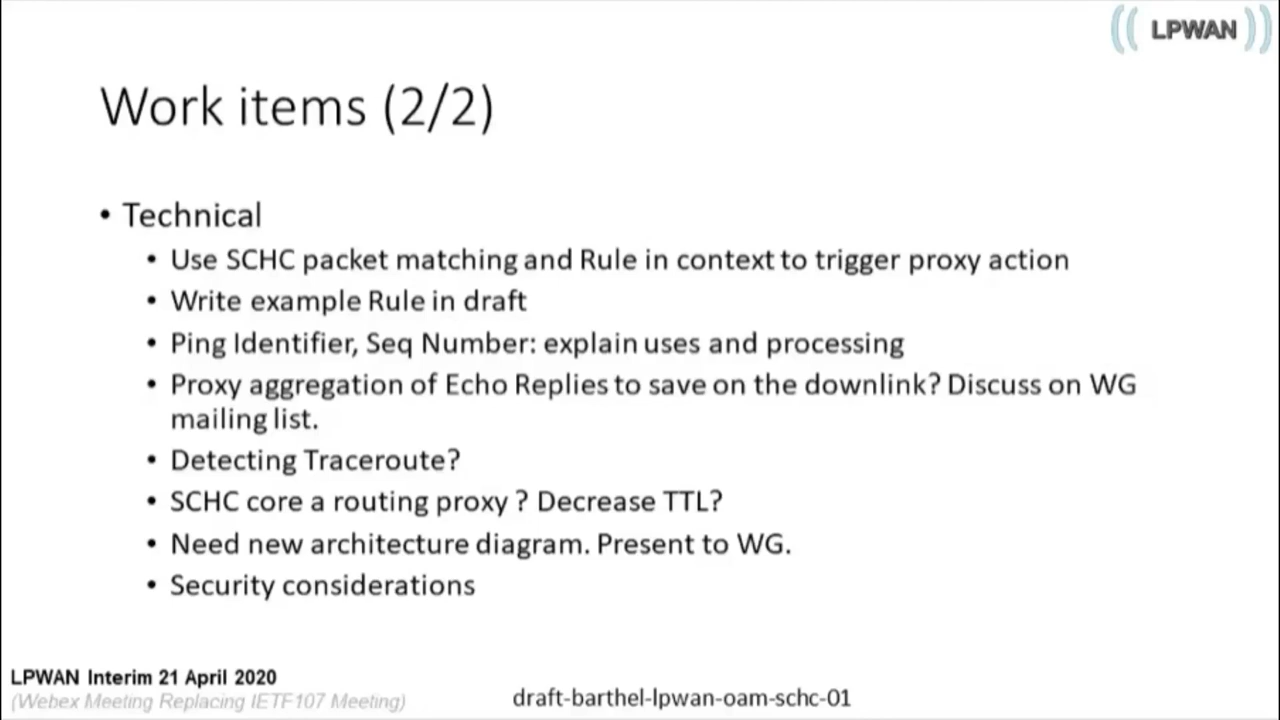 LPWAN
Work items (2/2)
• Technical
• Use SCHC packet matching and Rule in context to trigger proxy action
• Write example Rule in draft
• Ping Identifier, Seq Number: explain uses and processing
• Proxy aggregation of Echo Replies to save on the downlink? Discuss on WG
mailing list.
• Detecting Traceroute?
• SCHC core a routing proxy ? Decrease TTL?
• Need new architecture diagram. Present to WG.
• Security considerations
LPWAN Interim 21 April 2020
(Webex Meeting Replacing IETF107 Meeting)
draft-barthel-lpwan-oam-schc-01